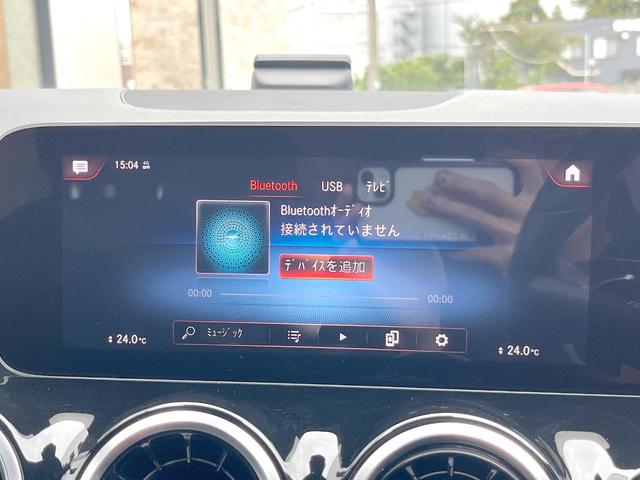 15:04 4G
Bluetooth USB ﾃﾚﾋﾞ
Bluetoothｵｰﾃﾞｨｵ
接続されていません
ﾃﾞﾊﾞｲｽを追加
00:00 00:00
ﾐｭｰｼﾞｯｸ
24.0°C 24.0°C